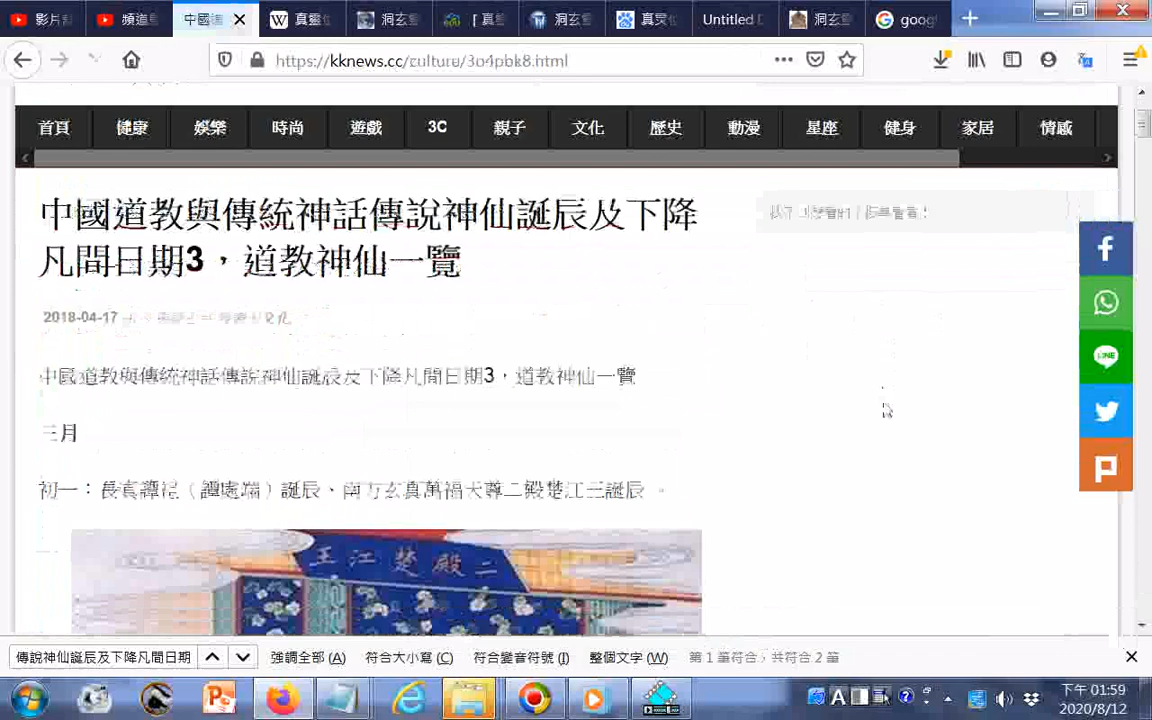 影片
頻道
中國道
真靈位
洞玄靈
[ 真靈
洞玄靈
真灵位
Untitled
洞玄靈
goog
https://kknews.cc/culture/3o4pbk8.html
首頁 健康 娛樂 時尚 遊戲 3C 親子 文化 歷史 動漫 星座 健身 家居 情感
中國道教與傳統神話傳說神仙誕辰及下降
凡間日期3，道教神仙一覽
2018-04-17
中國道教與傳統神話傳說神仙誕辰及下降凡間日期3，道教神仙一覽
三月
初一：長真譚祖（譚處端）誕辰、南方玄真萬福天尊二殿楚江王誕辰 。
王江楚殿二
傳說神仙誕辰及下降凡間日期 強調全部 (A) 符合大小寫 (C) 符合變音符號 (I) 整個文字 (W) 第 1 筆符合，共符合 2 筆
下午 01:59
2020/8/12